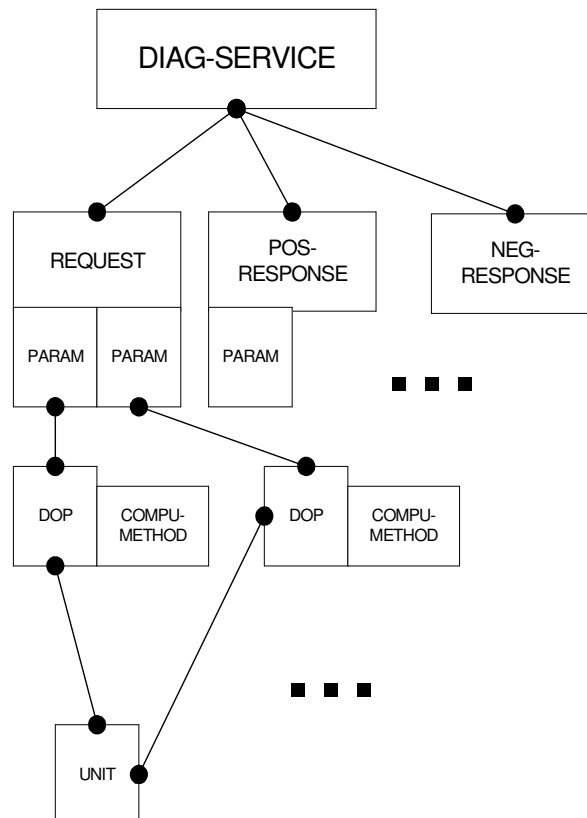 DIAG-SERVICE
REQUEST
POS-
RESPONSE
NEG-
RESPONSE
PARAM
PARAM
PARAM
DOP
COMPU-
METHOD
DOP
COMPU-
METHOD
UNIT